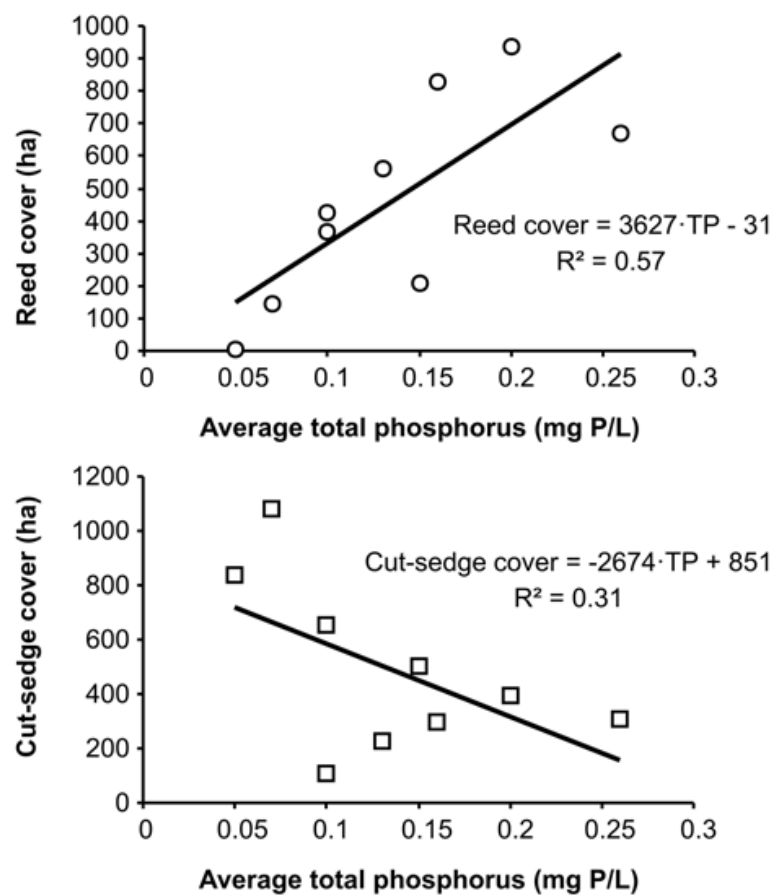 1000
900
800
700
600
500
400
300
200
100
0
Reed cover (ha)
Reed cover = 3627·TP - 31
R² = 0.57
0 0.05 0.1 0.15 0.2 0.25 0.3
Average total phosphorus (mg P/L)
1200
1000
800
600
400
200
0
Cut-sedge cover (ha)
Cut-sedge cover = -2674·TP + 851
R² = 0.31
0 0.05 0.1 0.15 0.2 0.25 0.3
Average total phosphorus (mg P/L)